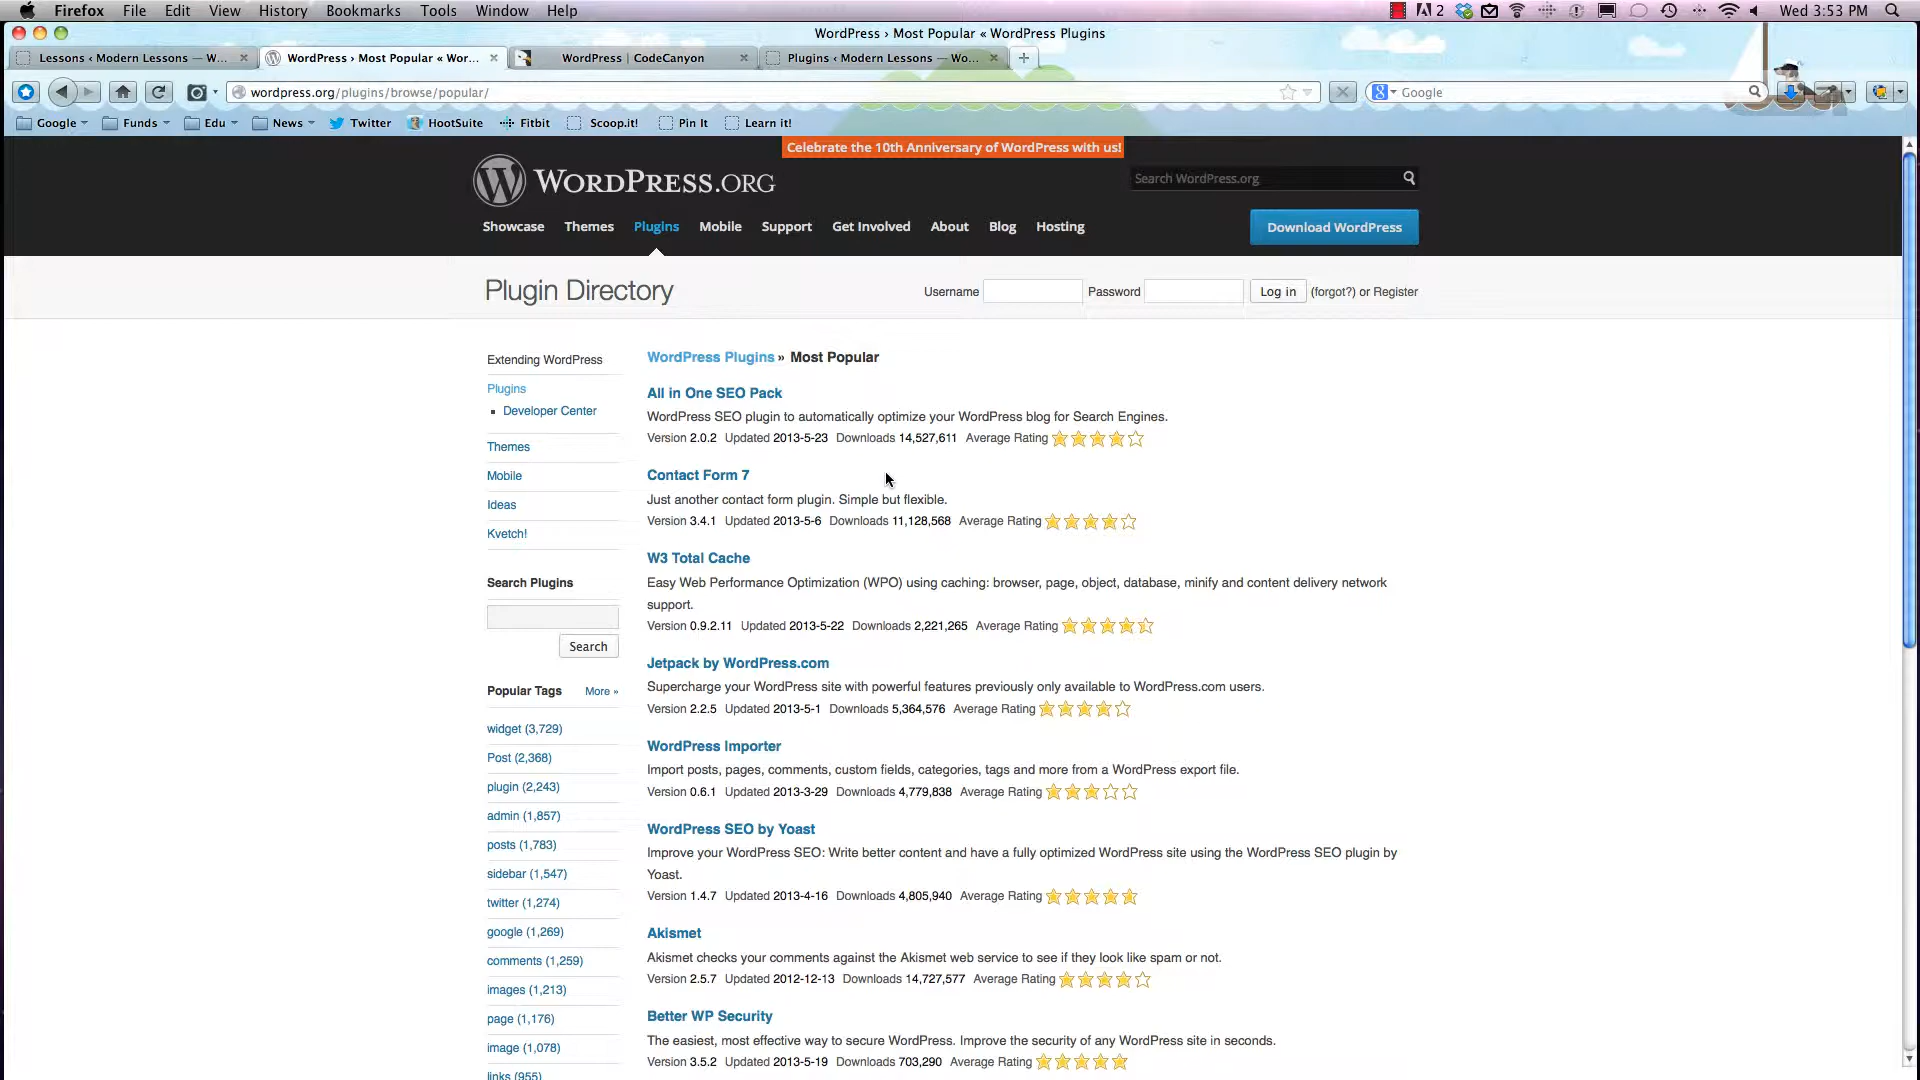 Firefox File Edit View History Bookmarks Tools Window Help 2 Wed 3:53 PM
WordPress › Most Popular « WordPress Plugins
Lessons ‹ Modern Lessons — W... WordPress › Most Popular « Wor... WordPress | CodeCanyon Plugins ‹ Modern Lessons — Wo...
wordpress.org/plugins/browse/popular/ Google
Google Funds Edu News Twitter HootSuite Fitbit Scoop.it! Pin It Learn it!
Celebrate the 10th Anniversary of WordPress with us!
WORDPRESS.ORG Search WordPress.org
Showcase Themes Plugins Mobile Support Get Involved About Blog Hosting Download WordPress
Plugin Directory Username Password Log in (forgot?) or Register
Extending WordPress
Plugins
Developer Center
Themes
Mobile
Ideas
Kvetch!
Search Plugins
Search
Popular Tags More »
widget (3,729)
Post (2,368)
plugin (2,243)
admin (1,857)
posts (1,783)
sidebar (1,547)
twitter (1,274)
google (1,269)
comments (1,259)
images (1,213)
page (1,176)
image (1,078)
links (955)
WordPress Plugins » Most Popular
All in One SEO Pack
WordPress SEO plugin to automatically optimize your WordPress blog for Search Engines.
Version 2.0.2 Updated 2013-5-23 Downloads 14,527,611 Average Rating
Contact Form 7
Just another contact form plugin. Simple but flexible.
Version 3.4.1 Updated 2013-5-6 Downloads 11,128,568 Average Rating
W3 Total Cache
Easy Web Performance Optimization (WPO) using caching: browser, page, object, database, minify and content delivery network
support.
Version 0.9.2.11 Updated 2013-5-22 Downloads 2,221,265 Average Rating
Jetpack by WordPress.com
Supercharge your WordPress site with powerful features previously only available to WordPress.com users.
Version 2.2.5 Updated 2013-5-1 Downloads 5,364,576 Average Rating
WordPress Importer
Import posts, pages, comments, custom fields, categories, tags and more from a WordPress export file.
Version 0.6.1 Updated 2013-3-29 Downloads 4,779,838 Average Rating
WordPress SEO by Yoast
Improve your WordPress SEO: Write better content and have a fully optimized WordPress site using the WordPress SEO plugin by
Yoast.
Version 1.4.7 Updated 2013-4-16 Downloads 4,805,940 Average Rating
Akismet
Akismet checks your comments against the Akismet web service to see if they look like spam or not.
Version 2.5.7 Updated 2012-12-13 Downloads 14,727,577 Average Rating
Better WP Security
The easiest, most effective way to secure WordPress. Improve the security of any WordPress site in seconds.
Version 3.5.2 Updated 2013-5-19 Downloads 703,290 Average Rating